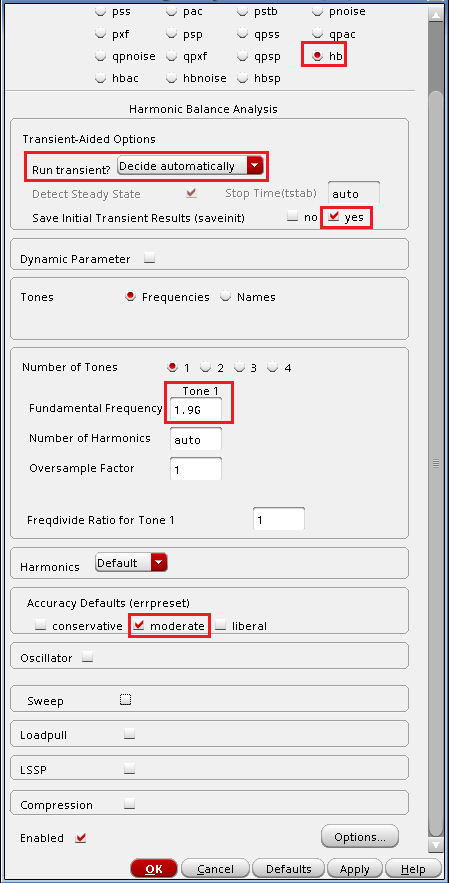 pss pac pstb pnoise
pxf psp qpss qpac
qpnoise qpxf qpsp hb
hbac hbnoise hbsp
Harmonic Balance Analysis
Transient-Aided Options
Run transient? Decide automatically
Detect Steady State Stop Time(tstab) auto
Save Initial Transient Results (saveinit) no yes
Dynamic Parameter
Tones Frequencies Names
Number of Tones 1 2 3 4
Tone 1
Fundamental Frequency 1.9G
Number of Harmonics auto
Oversample Factor 1
Freqdivide Ratio for Tone 1 1
Harmonics Default
Accuracy Defaults (errpreset)
conservative moderate liberal
Oscillator
Sweep
Loadpull
LSSP
Compression
Enabled Options...
OK Cancel Defaults Apply Help